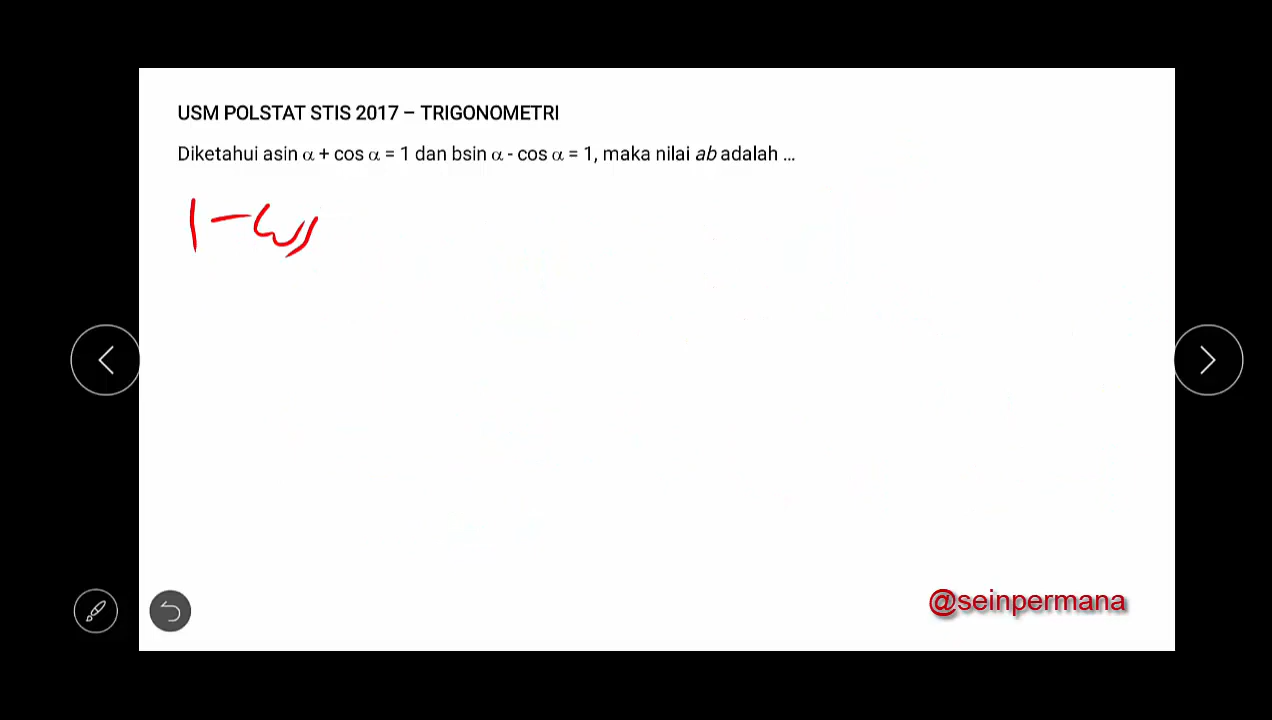 USM POLSTAT STIS 2017 – TRIGONOMETRI
Diketahui asin α + cos α = 1 dan bsin α - cos α = 1, maka nilai ab adalah ...
1 - cos
@seinpermana